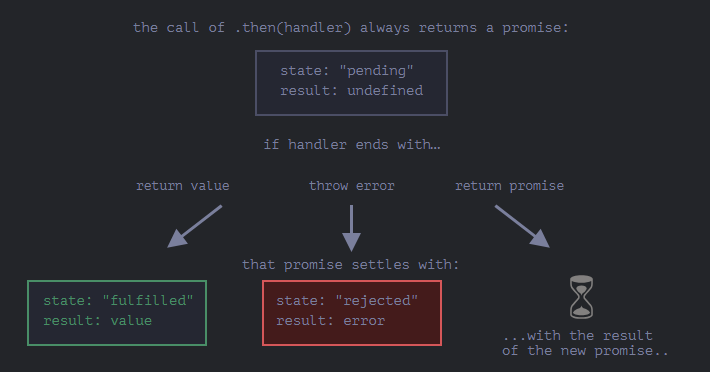 the call of .then(handler) always returns a promise:
state: "pending"
result: undefined
if handler ends with…
return value
throw error
return promise
that promise settles with:
state: "fulfilled"
result: value
state: "rejected"
result: error
...with the result
of the new promise..